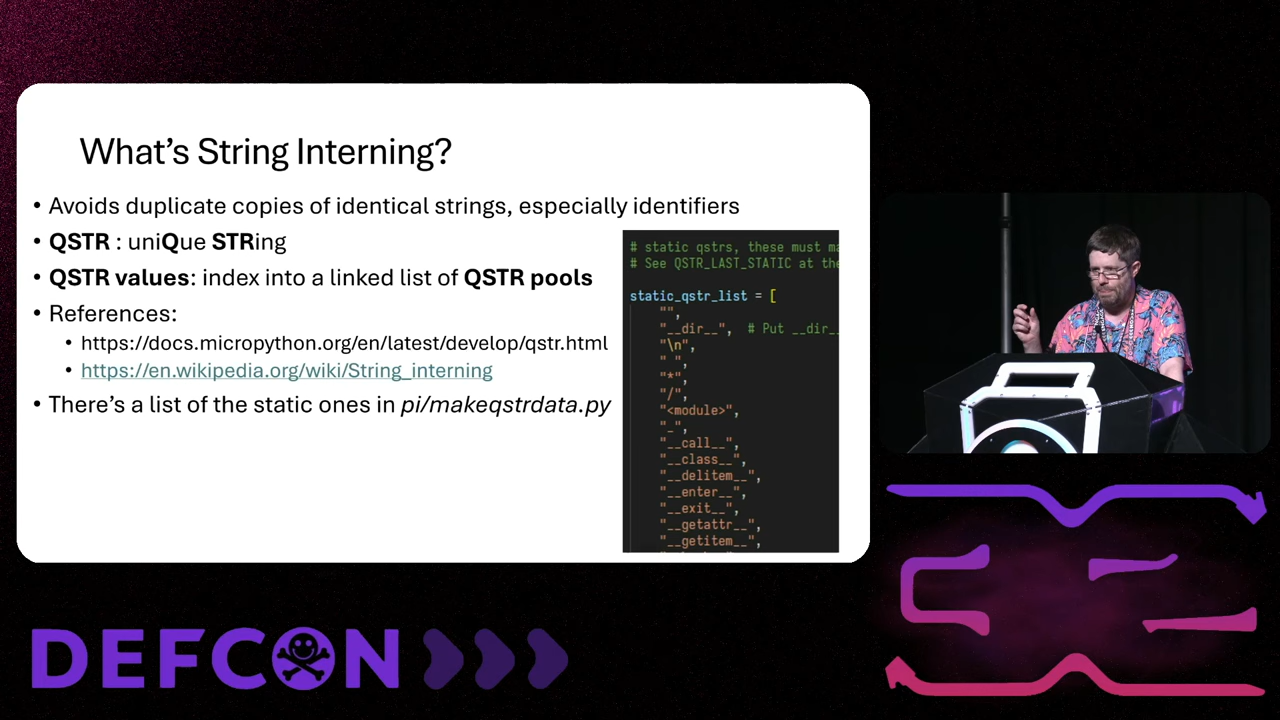 What's String Interning?
• Avoids duplicate copies of identical strings, especially identifiers
• QSTR : uniQue STRing
• QSTR values: index into a linked list of QSTR pools
• References:
• https://docs.micropython.org/en/latest/develop/qstr.html
• https://en.wikipedia.org/wiki/String_interning
• There's a list of the static ones in pi/makeqstrdata.py
# static qstrs, these must ma
# See QSTR_LAST_STATIC at the
static_qstr_list = [
"",
"__dir__", # Put __dir__
"\n",
" ",
"*",
"/",
"<module>",
"_",
"__call__",
"__class__",
"__delitem__",
"__enter__",
"__exit__",
"__getattr__",
"__getitem__",
DEFCON